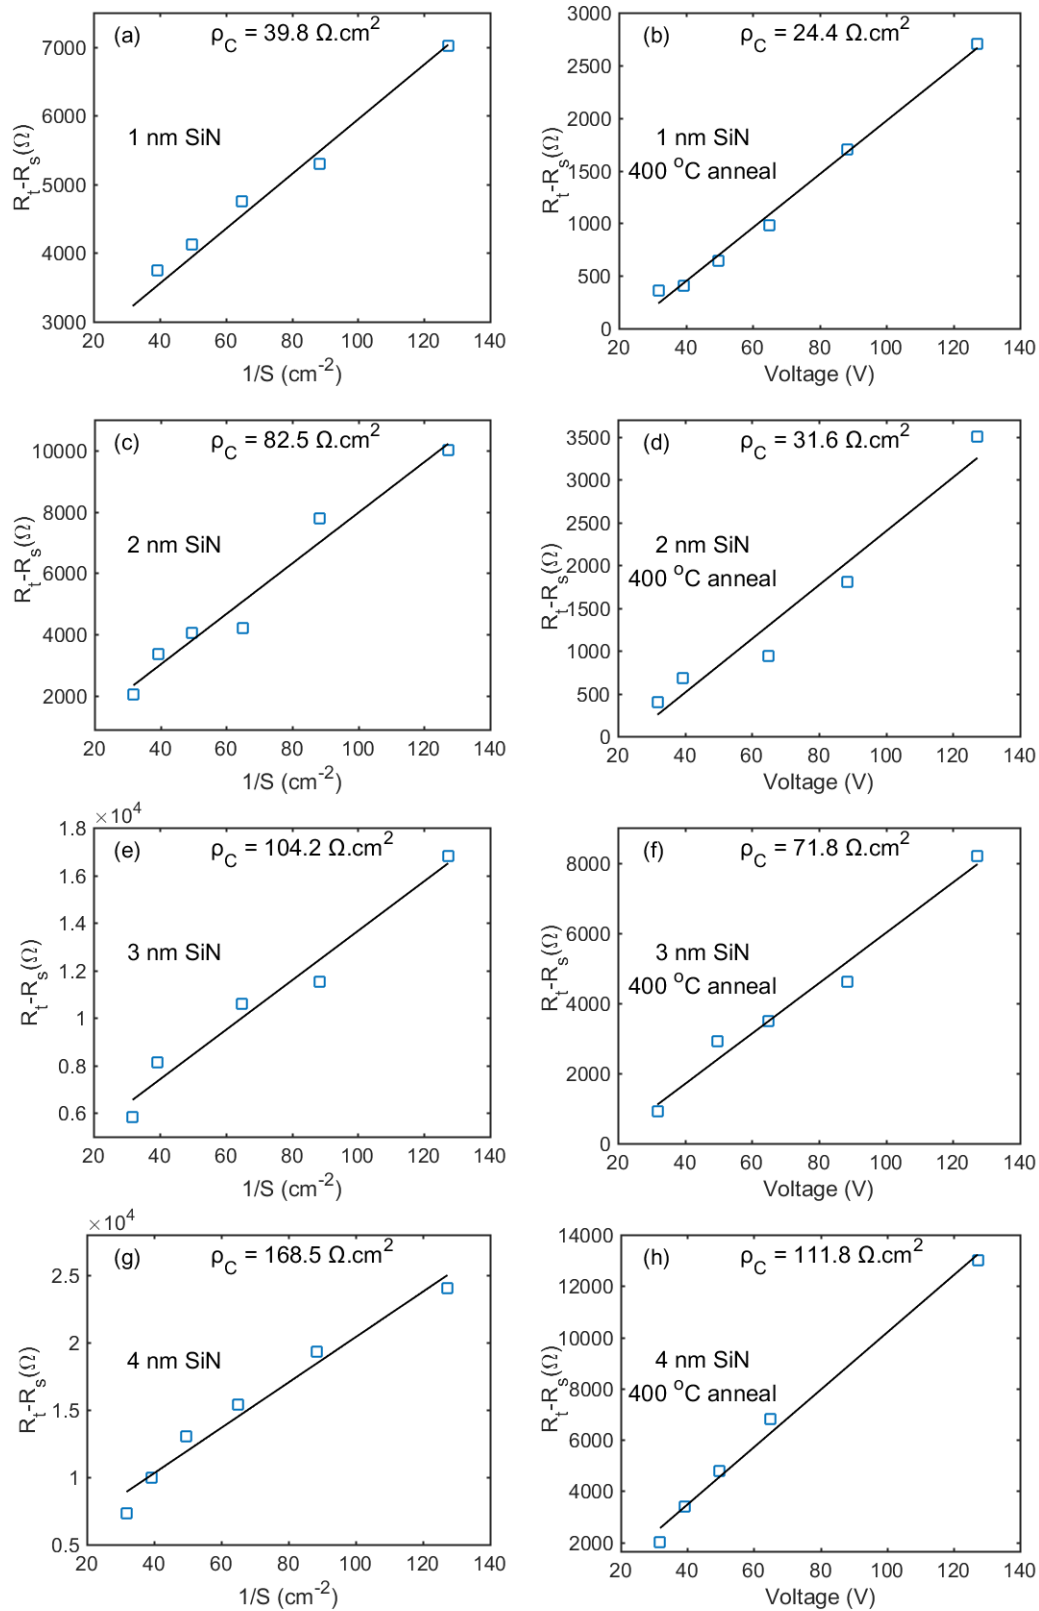 (a) ρC = 39.8 Ω.cm²
1 nm SiN
Rt-Rs(Ω)
7000
6000
5000
4000
3000
20 40 60 80 100 120 140
1/S (cm⁻²)
(b) ρC = 24.4 Ω.cm²
1 nm SiN
400 °C anneal
Rt-Rs(Ω)
3000
2500
2000
1500
1000
500
0
20 40 60 80 100 120 140
Voltage (V)
(c) ρC = 82.5 Ω.cm²
2 nm SiN
Rt-Rs(Ω)
10000
8000
6000
4000
2000
20 40 60 80 100 120 140
1/S (cm⁻²)
(d) ρC = 31.6 Ω.cm²
2 nm SiN
400 °C anneal
Rt-Rs(Ω)
3500
3000
2500
2000
1500
1000
500
0
20 40 60 80 100 120 140
Voltage (V)
×10⁴
(e) ρC = 104.2 Ω.cm²
3 nm SiN
Rt-Rs(Ω)
1.8
1.6
1.4
1.2
1
0.8
0.6
20 40 60 80 100 120 140
1/S (cm⁻²)
(f) ρC = 71.8 Ω.cm²
3 nm SiN
400 °C anneal
Rt-Rs(Ω)
8000
6000
4000
2000
0
20 40 60 80 100 120 140
Voltage (V)
×10⁴
(g) ρC = 168.5 Ω.cm²
4 nm SiN
Rt-Rs(Ω)
2.5
2
1.5
1
0.5
20 40 60 80 100 120 140
1/S (cm⁻²)
(h) ρC = 111.8 Ω.cm²
4 nm SiN
400 °C anneal
Rt-Rs(Ω)
14000
12000
10000
8000
6000
4000
2000
20 40 60 80 100 120 140
Voltage (V)